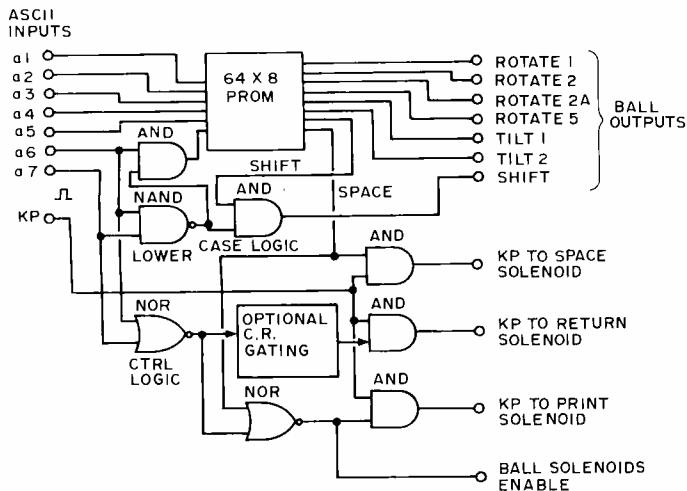 ASCII
INPUTS
a1
a2
a3
a4
a5
a6
a7
KP
64 X 8
PROM
AND
SHIFT
NAND
AND
SPACE
LOWER
CASE LOGIC
NOR
CTRL
LOGIC
OPTIONAL
C.R.
GATING
NOR
AND
AND
AND
ROTATE 1
ROTATE 2
ROTATE 2A
ROTATE 5
TILT 1
TILT 2
SHIFT
BALL
OUTPUTS
KP TO SPACE
SOLENOID
KP TO RETURN
SOLENOID
KP TO PRINT
SOLENOID
BALL SOLENOIDS
ENABLE